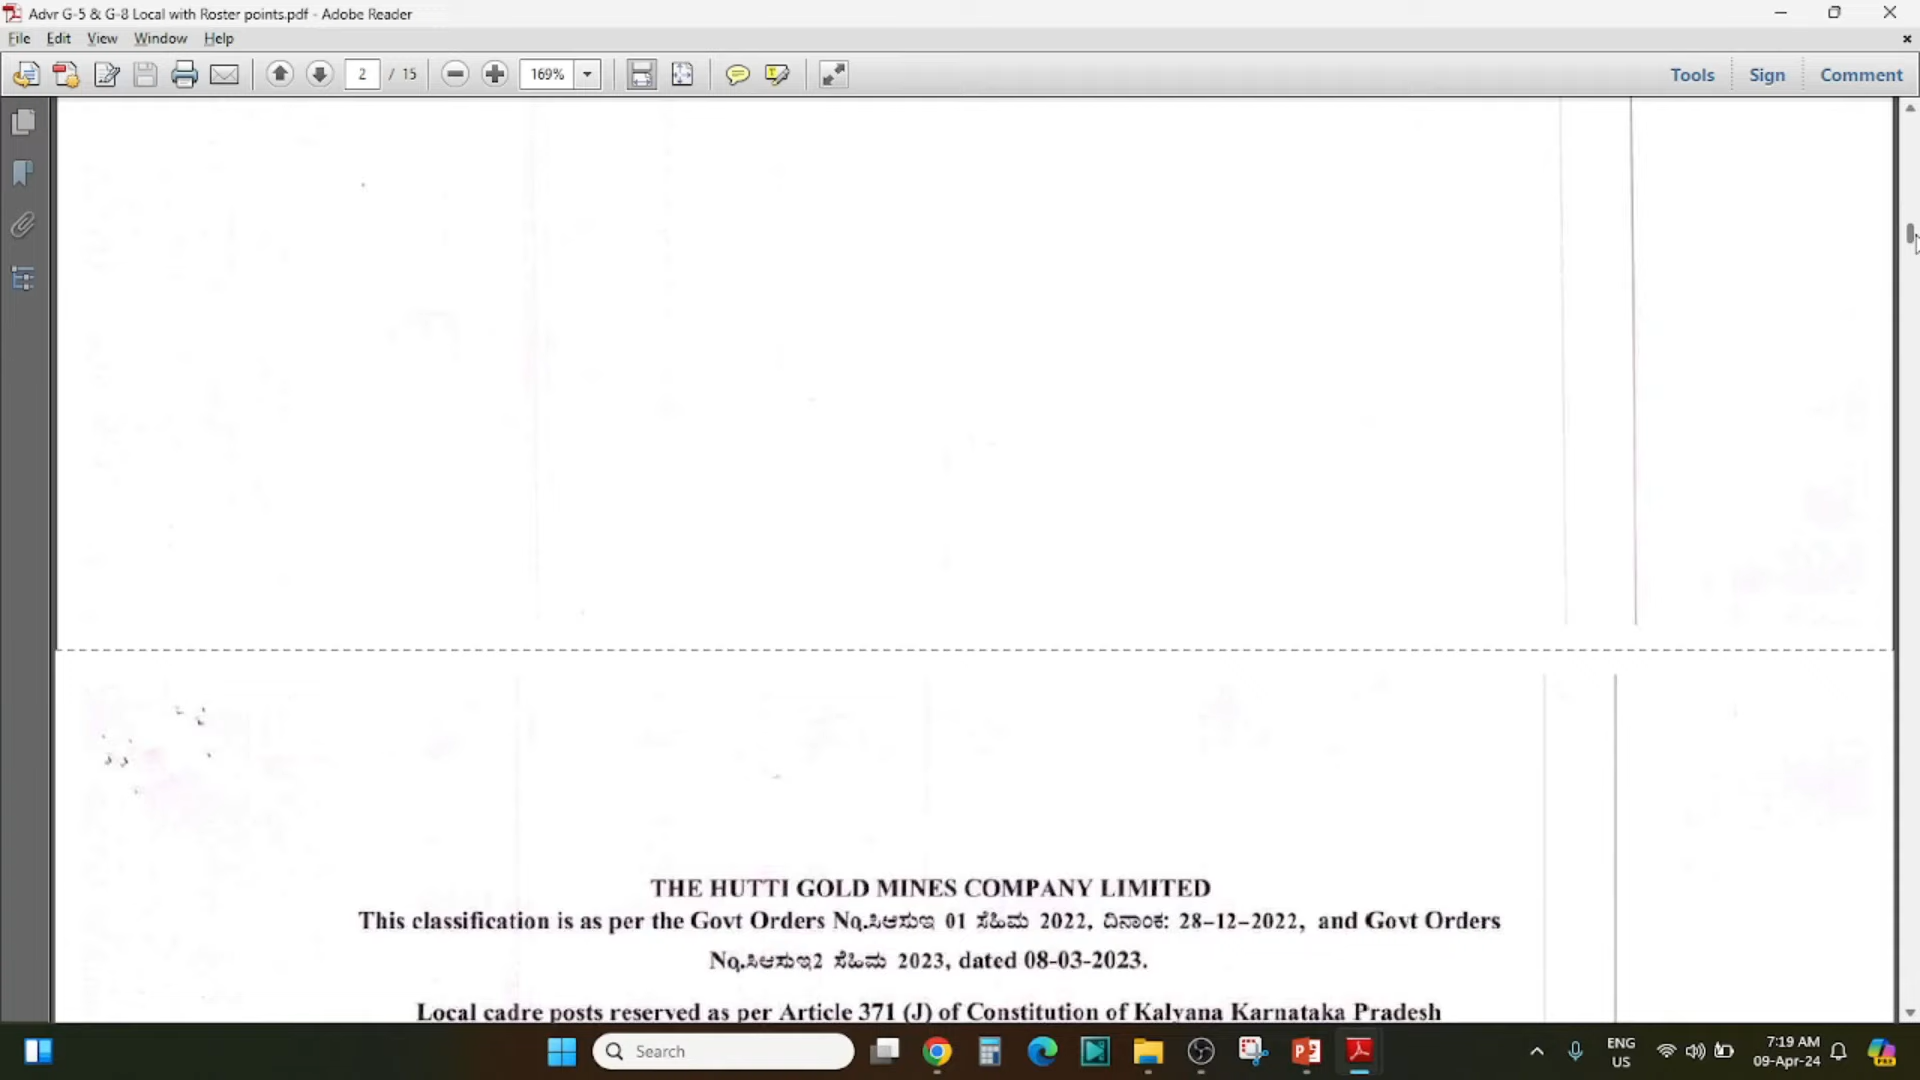 Advr G-5 & G-8 Local with Roster points.pdf - Adobe Reader
File Edit View Window Help
2 / 15 169% Tools Sign Comment
THE HUTTI GOLD MINES COMPANY LIMITED
This classification is as per the Govt Orders No.ಸಿಆಸುಇ 01 ಸೆಹಿಮ 2022, ದಿನಾಂಕ: 28-12-2022, and Govt Orders
No.ಸಿಆಸುಇ2 ಸೆಹಿಮ 2023, dated 08-03-2023.
Local cadre posts reserved as per Article 371 (J) of Constitution of Kalyana Karnataka Pradesh
Search
ENG
US
7:19 AM
09-Apr-24